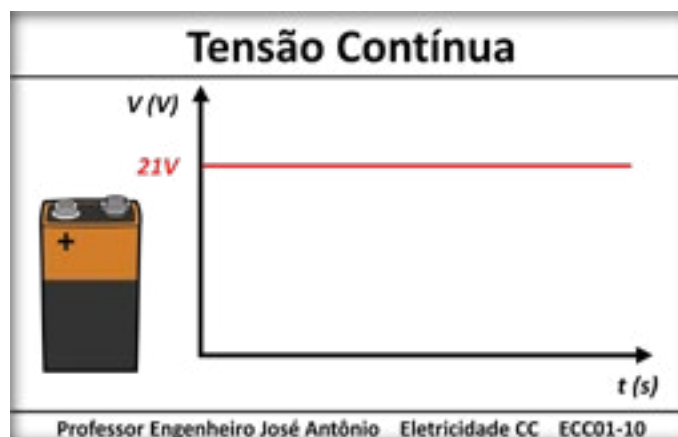 Tensão Contínua
V (V)
21V
+
t (s)
Professor Engenheiro José Antônio Eletricidade CC ECC01-10